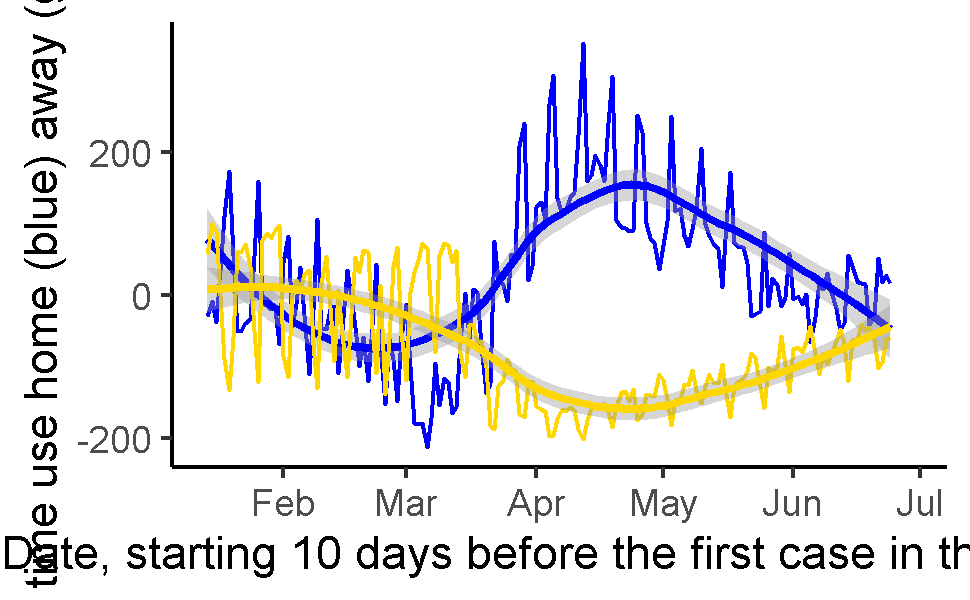 time use home (blue) away (
200
0
-200
Feb Mar Apr May Jun Jul
Date, starting 10 days before the first case in th